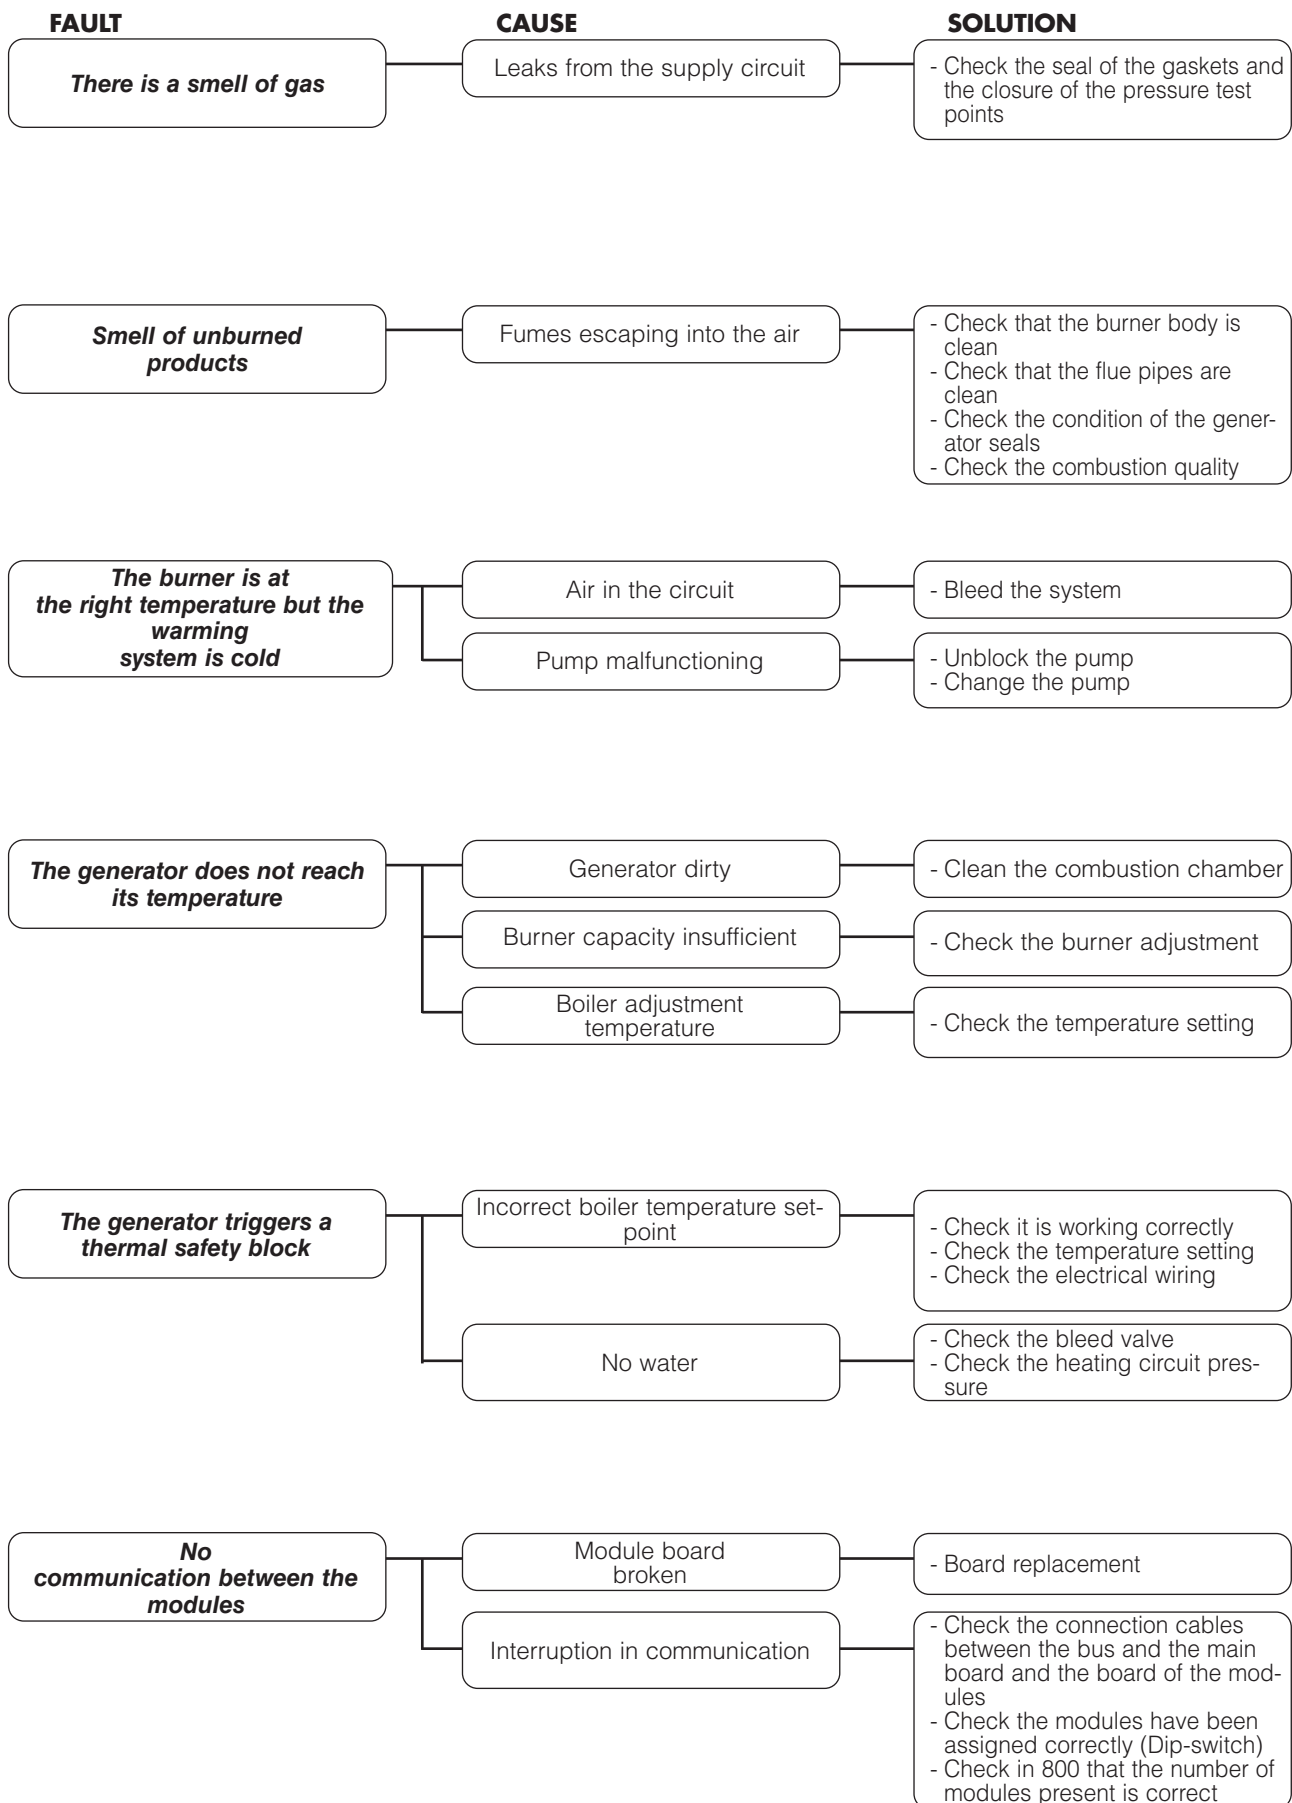 FAULT CAUSE SOLUTION
There is a smell of gas
Leaks from the supply circuit
- Check the seal of the gaskets and
the closure of the pressure test
points
Smell of unburned
products
Fumes escaping into the air
- Check that the burner body is
clean
- Check that the flue pipes are
clean
- Check the condition of the gener-
ator seals
- Check the combustion quality
The burner is at
the right temperature but the
warming
system is cold
Air in the circuit
- Bleed the system
Pump malfunctioning
- Unblock the pump
- Change the pump
The generator does not reach
its temperature
Generator dirty
- Clean the combustion chamber
Burner capacity insufficient
- Check the burner adjustment
Boiler adjustment
temperature
- Check the temperature setting
The generator triggers a
thermal safety block
Incorrect boiler temperature set-
point
- Check it is working correctly
- Check the temperature setting
- Check the electrical wiring
No water
- Check the bleed valve
- Check the heating circuit pres-
sure
No
communication between the
modules
Module board
broken
- Board replacement
Interruption in communication
- Check the connection cables
between the bus and the main
board and the board of the mod-
ules
- Check the modules have been
assigned correctly (Dip-switch)
- Check in 800 that the number of
modules present is correct